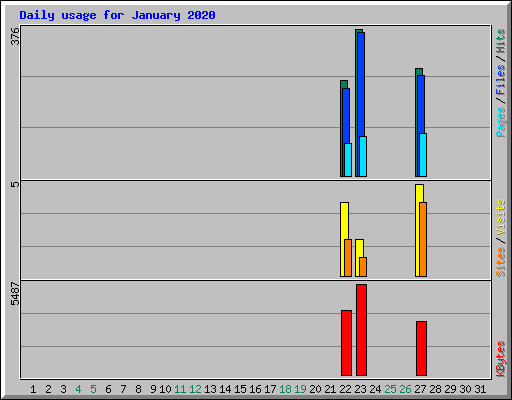 Daily usage for January 2020
376
Pages / Files / Hits
5
Sites / Visits
5487
KBytes
1 2 3 4 5 6 7 8 9 10 11 12 13 14 15 16 17 18 19 20 21 22 23 24 25 26 27 28 29 30 31